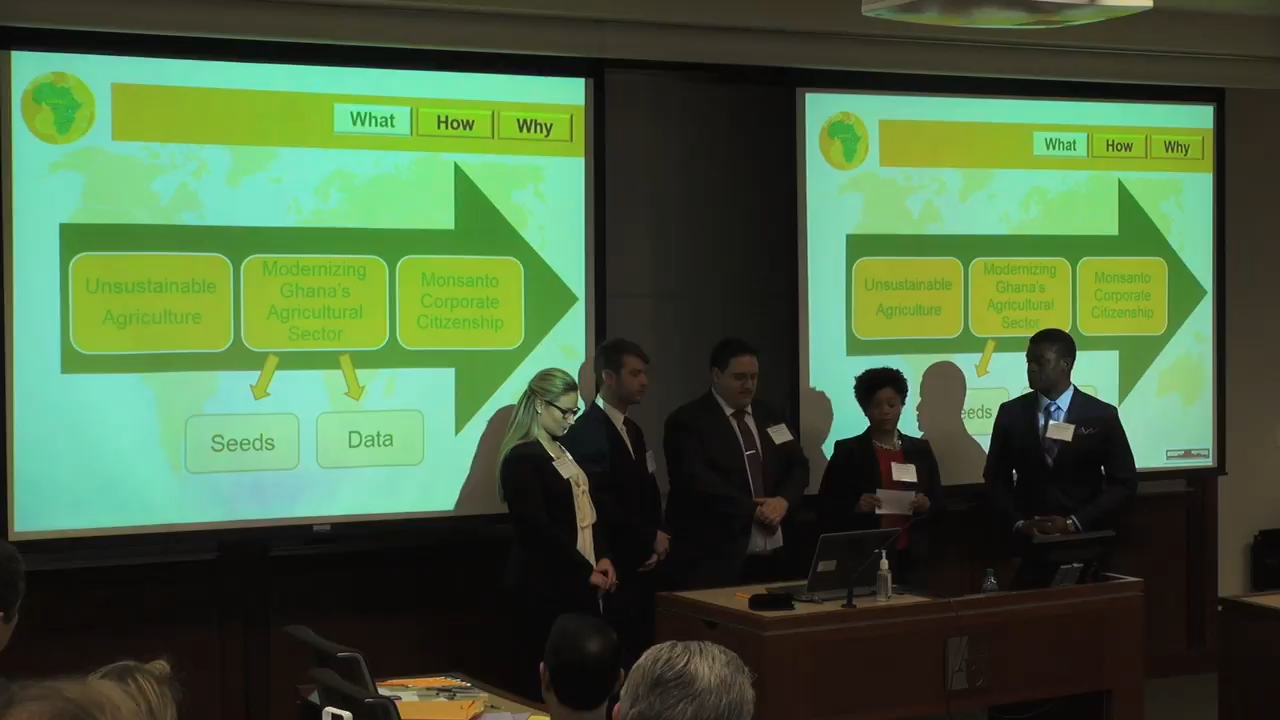 What How Why
Unsustainable
Agriculture
Modernizing
Ghana's
Agricultural
Sector
Monsanto
Corporate
Citizenship
Seeds
Data
What How Why
Unsustainable
Agriculture
Modernizing
Ghana's
Agricultural
Sector
Monsanto
Corporate
Citizenship
eeds